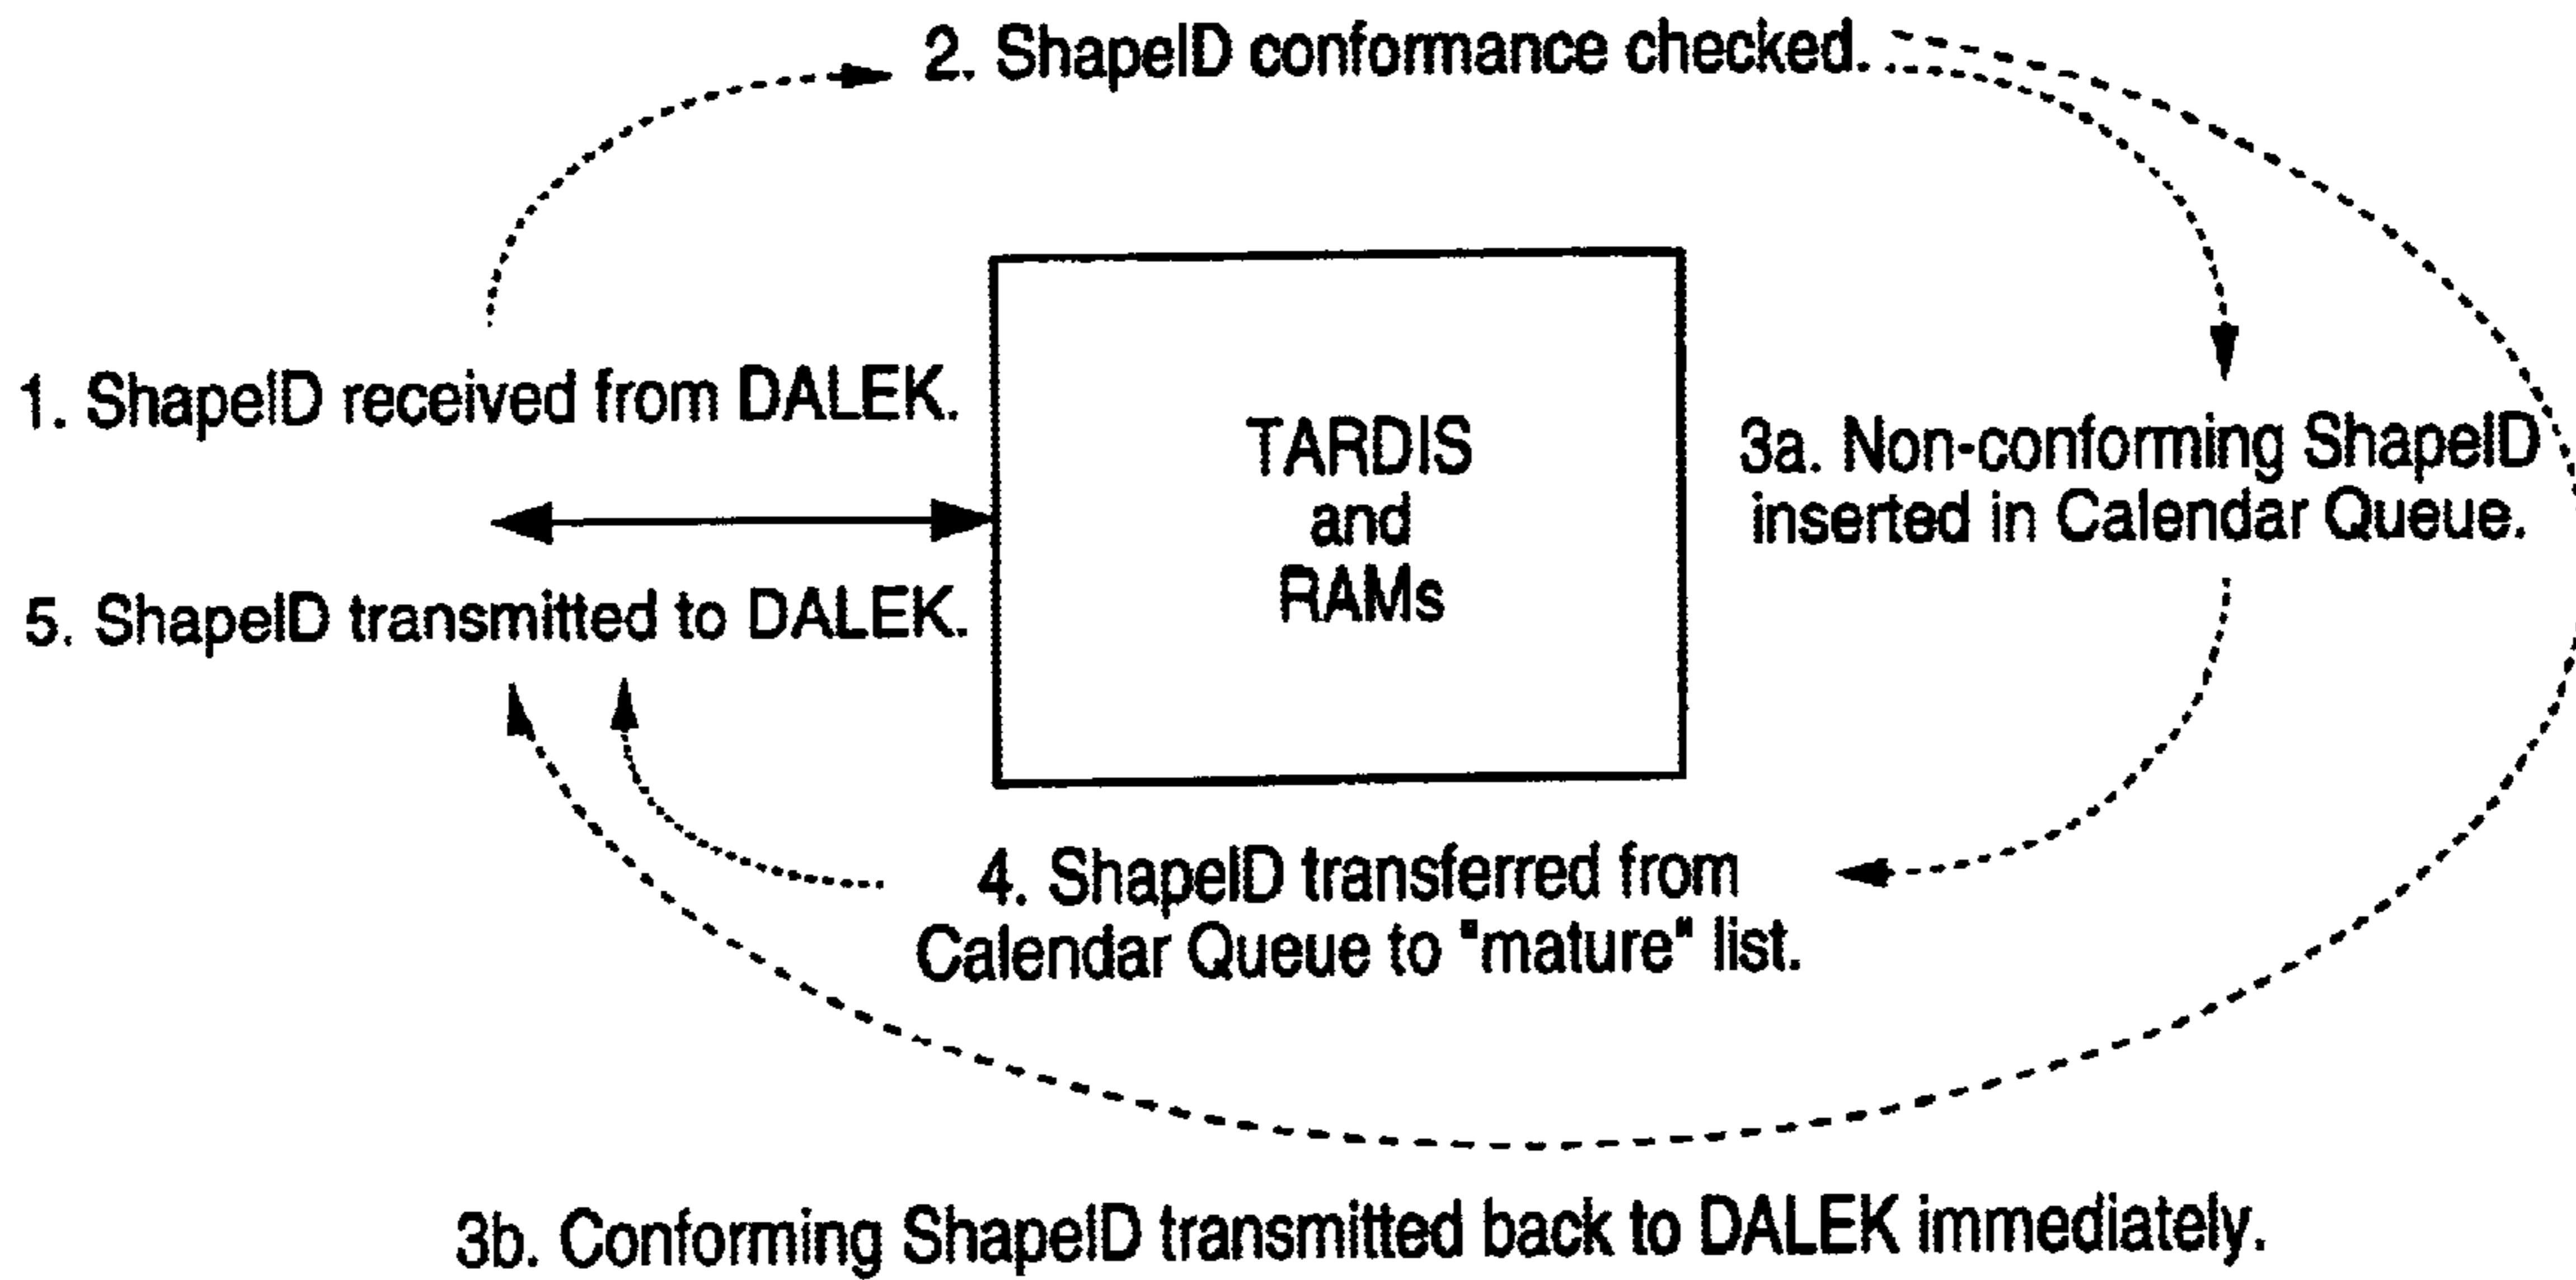 2. ShapeID conformance checked.
1. ShapeID received from DALEK.
TARDIS
and
RAMs
3a. Non-conforming ShapeID
inserted in Calendar Queue.
5. ShapeID transmitted to DALEK.
4. ShapeID transferred from
Calendar Queue to "mature" list.
3b. Conforming ShapeID transmitted back to DALEK immediately.